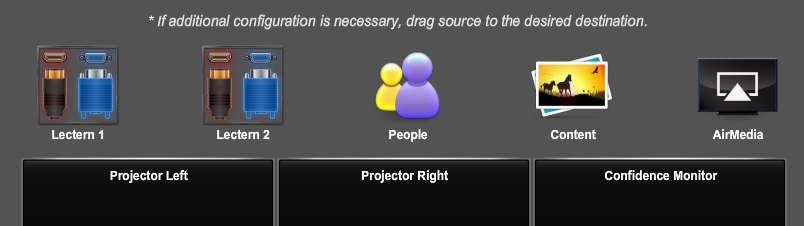 * If additional configuration is necessary, drag source to the desired destination.
Lectern 1 Lectern 2 People Content AirMedia
Projector Left Projector Right Confidence Monitor